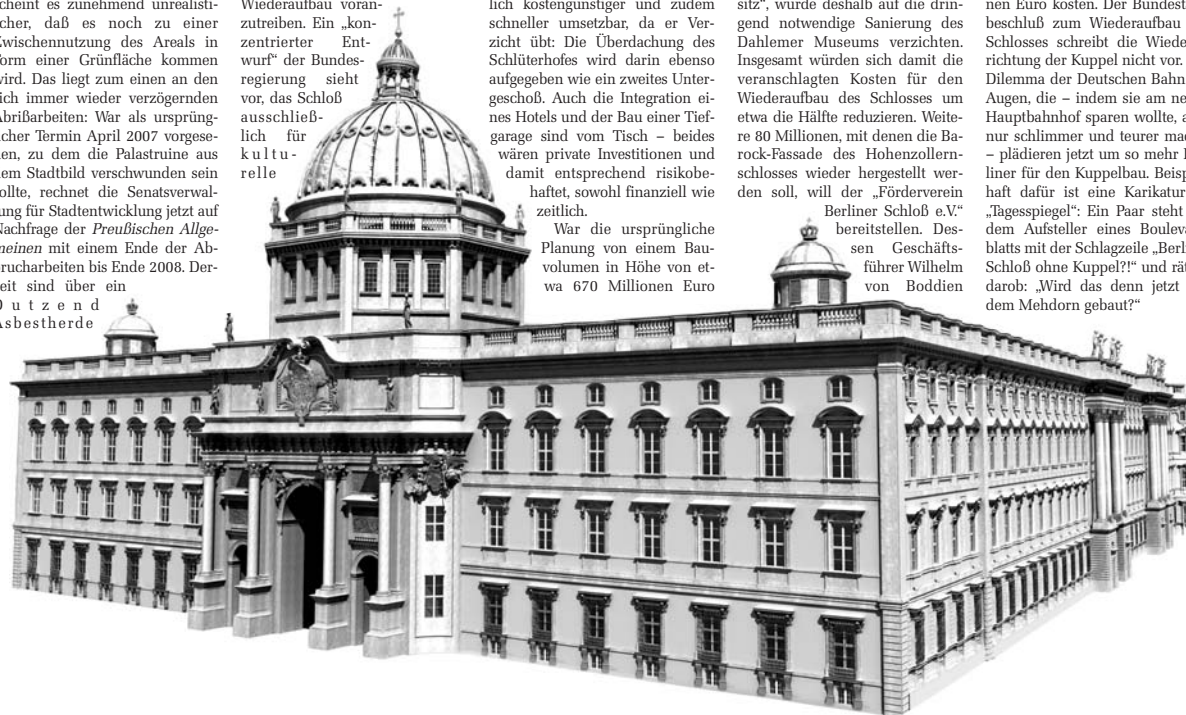 scheint es zunehmend unrealisti-
scher, daß es noch zu einer
Zwischennutzung des Areals in
Form einer Grünfläche kommen
wird. Das liegt zum einen an den
sich immer wieder verzögernden
Abrißarbeiten: War als ursprüng-
licher Termin April 2007 vorgese-
hen, zu dem die Palastruine aus
dem Stadtbild verschwunden sein
sollte, rechnet die Senatsverwal-
tung für Stadtentwicklung jetzt auf
Nachfrage der Preußischen Allge-
meinen mit einem Ende der Ab-
brucharbeiten bis Ende 2008. Der-
zeit sind über ein
Dutzend
Asbestherde
Wiederaufbau voran-
zutreiben. Ein „kon-
zentrierter Ent-
wurf“ der Bundes-
regierung sieht
vor, das Schloß
ausschließ-
lich für
kultu-
relle
lich kostengünstiger und zudem
schneller umsetzbar, da er Ver-
zicht übt: Die Überdachung des
Schlüterhofes wird darin ebenso
aufgegeben wie ein zweites Unter-
geschoß. Auch die Integration ei-
nes Hotels und der Bau einer Tief-
garage sind vom Tisch – beides
wären private Investitionen und
damit entsprechend risikobe-
haftet, sowohl finanziell wie
zeitlich.
War die ursprüngliche
Planung von einem Bau-
volumen in Höhe von et-
wa 670 Millionen Euro
sitz“, würde deshalb auf die drin-
gend notwendige Sanierung des
Dahlemer Museums verzichten.
Insgesamt würden sich damit die
veranschlagten Kosten für den
Wiederaufbau des Schlosses um
etwa die Hälfte reduzieren. Weite-
re 80 Millionen, mit denen die Ba-
rock-Fassade des Hohenzollern-
schlosses wieder hergestellt wer-
den soll, will der „Förderverein
Berliner Schloß e.V.“
bereitstellen. Des-
sen Geschäfts-
führer Wilhelm
von Boddien
nen Euro kosten. Der Bundest
beschluß zum Wiederaufbau
Schlosses schreibt die Wieder
richtung der Kuppel nicht vor.
Dilemma der Deutschen Bahn
Augen, die – indem sie am ne
Hauptbahnhof sparen wollte, a
nur schlimmer und teurer mac
– plädieren jetzt um so mehr
liner für den Kuppelbau. Beisp
haft dafür ist eine Karikatur
„Tagesspiegel“: Ein Paar steht
dem Aufsteller eines Boulev
blatts mit der Schlagzeile „Berli
Schloß ohne Kuppel?!“ und rät
darob: „Wird das denn jetzt
dem Mehdorn gebaut?“